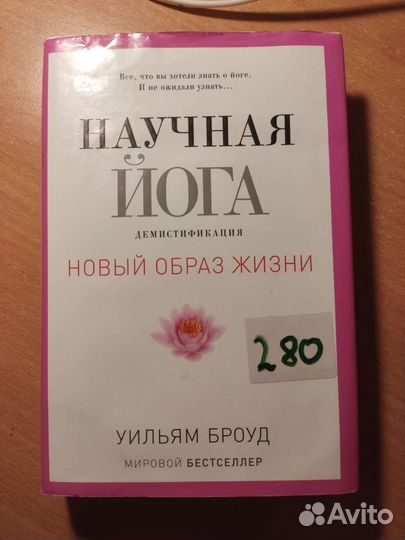 Все, что вы хотели знать о йоге.
И не ожидали узнать...
НАУЧНАЯ
ЙОГА
ДЕМИСТИФИКАЦИЯ
НОВЫЙ ОБРАЗ ЖИЗНИ
280
УИЛЬЯМ БРОУД
МИРОВОЙ БЕСТСЕЛЛЕР
Avito